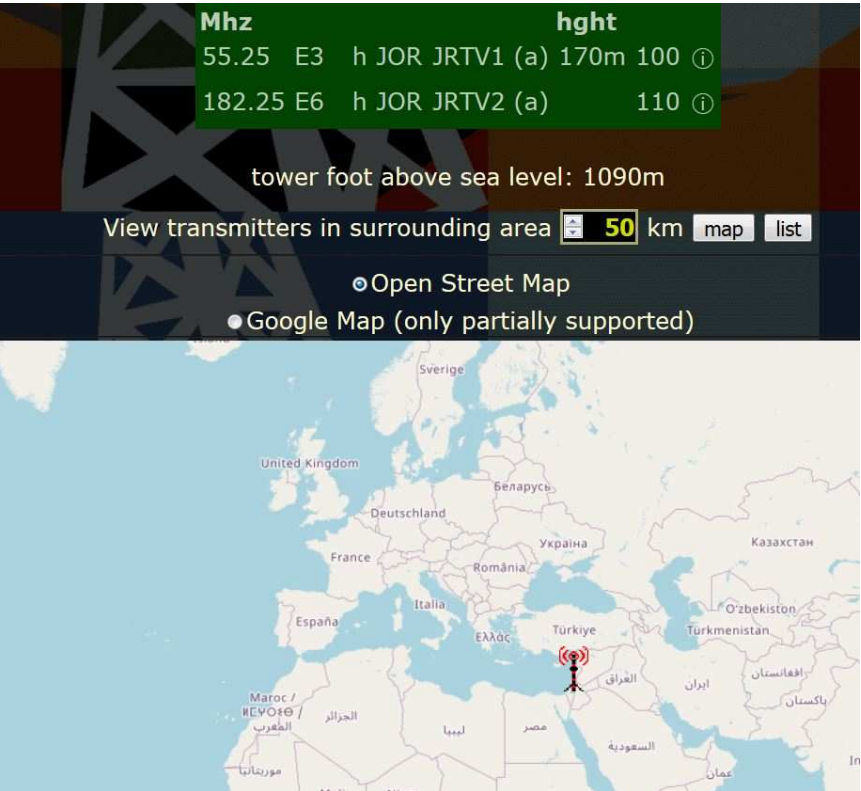 Mhz hght
55.25 E3 h JOR JRTV1 (a) 170m 100 ⓘ
182.25 E6 h JOR JRTV2 (a) 110 ⓘ
tower foot above sea level: 1090m
View transmitters in surrounding area 50 km map list
Open Street Map
Google Map (only partially supported)
Sverige
United Kingdom
Беларусь
Deutschland
Україна
Казахстан
France
România
Italia
O'zbekiston
España
Ελλάς
Türkiye
Türkmenistan
افغانستان
العراق
ایران
پاکستان
Maroc /
ⵍⵎⵖⵔⵉⴱ /
المغرب
الجزائر
ليبيا
مصر
السعودية
موريتانيا
عمان
In